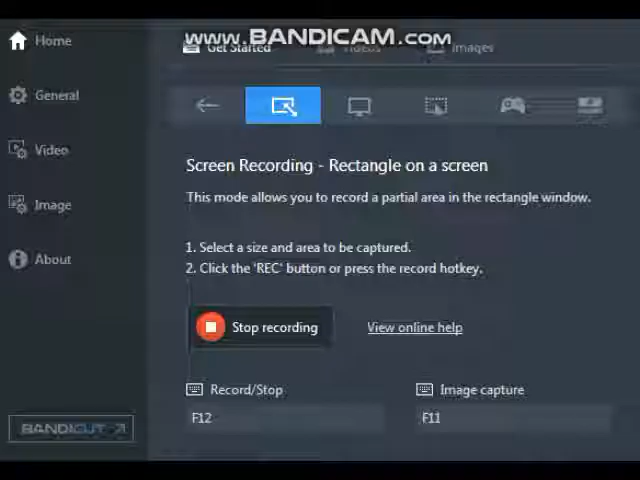 www.BANDICAM.com
Home
Get Started
Videos
Images
General
Video
Image
About
Screen Recording - Rectangle on a screen
This mode allows you to record a partial area in the rectangle window.
1. Select a size and area to be captured.
2. Click the 'REC' button or press the record hotkey.
Stop recording
View online help
Record/Stop
Image capture
F12
F11
BANDICUT